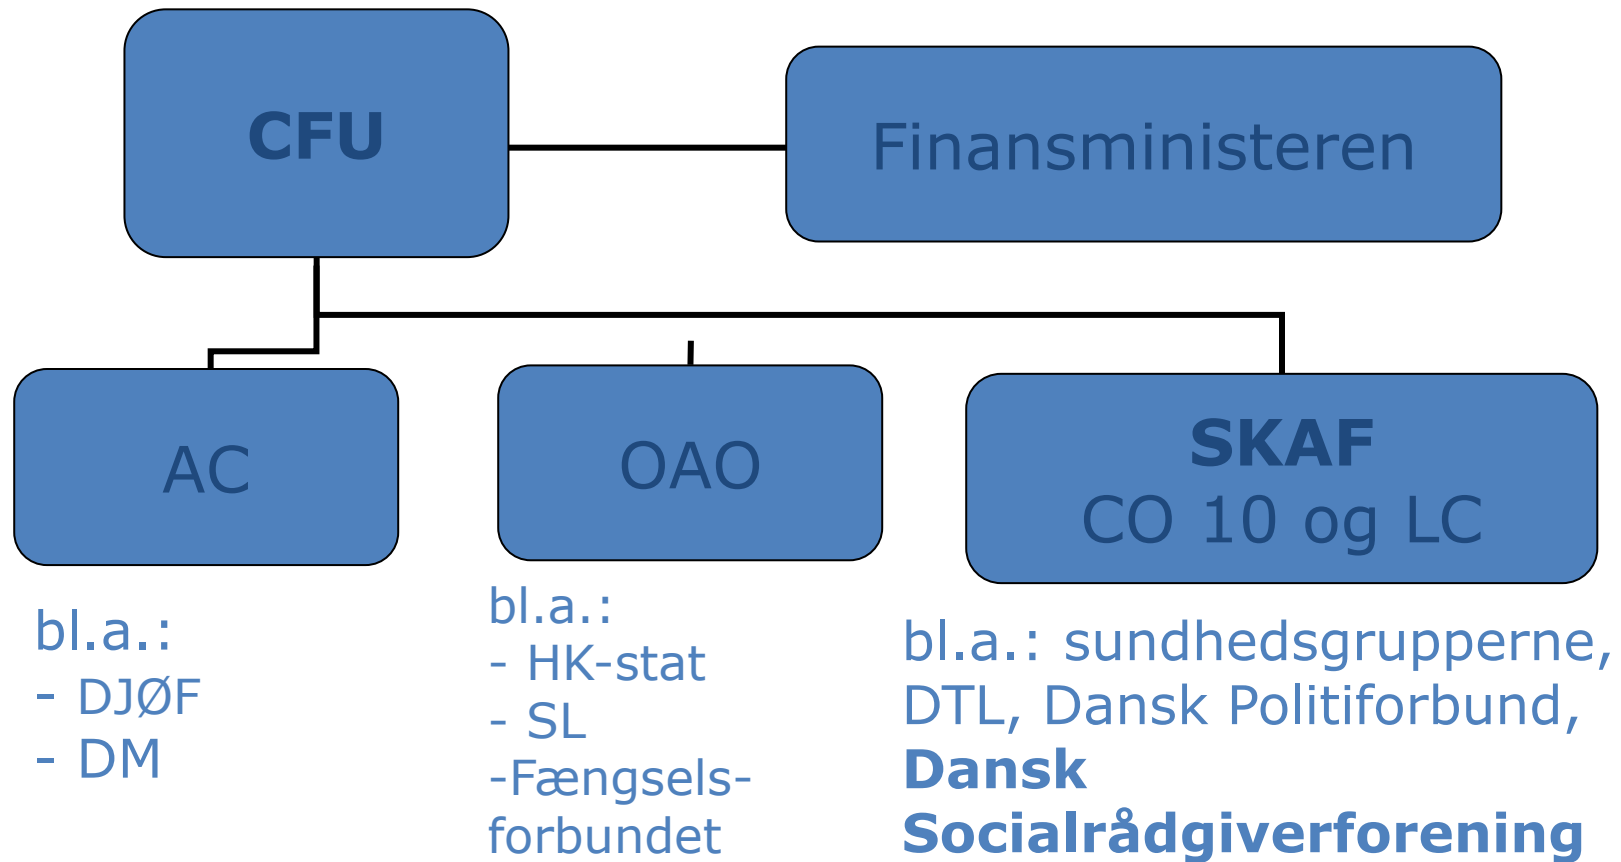 CFU
Finansministeren
AC
OAO
SKAF
CO 10 og LC
bl.a.:
- DJØF
- DM
bl.a.:
- HK-stat
- SL
-Fængsels-
forbundet
bl.a.: sundhedsgrupperne,
DTL, Dansk Politiforbund,
Dansk
Socialrådgiverforening